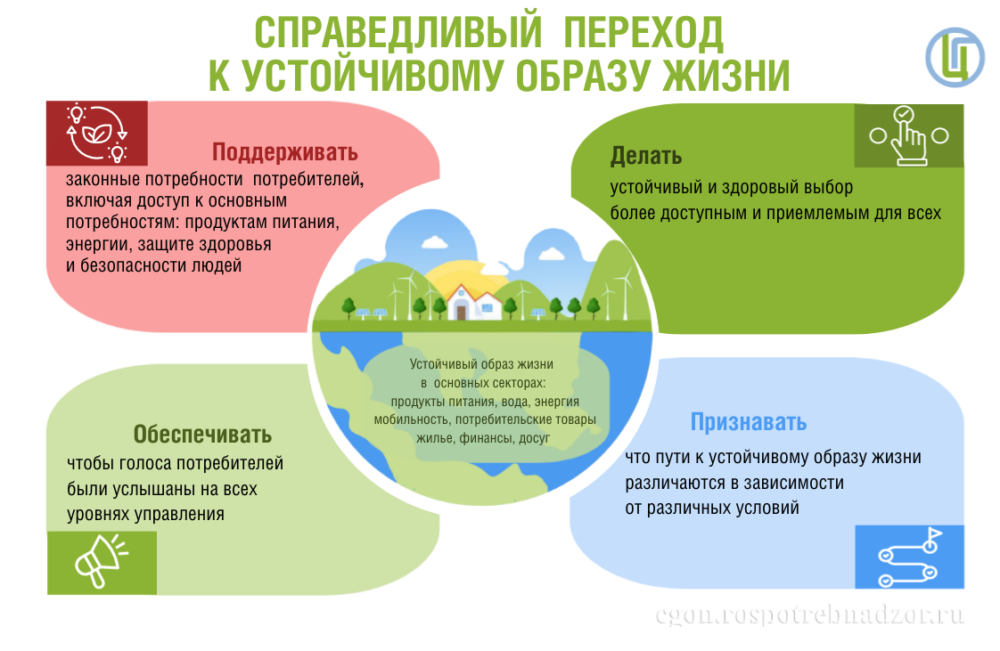 СПРАВЕДЛИВЫЙ ПЕРЕХОД
К УСТОЙЧИВОМУ ОБРАЗУ ЖИЗНИ
Поддерживать
законные потребности потребителей,
включая доступ к основным
потребностям: продуктам питания,
энергии, защите здоровья
и безопасности людей
Делать
устойчивый и здоровый выбор
более доступным и приемлемым для всех
Устойчивый образ жизни
в основных секторах:
продукты питания, вода, энергия
мобильность, потребительские товары
жилье, финансы, досуг
Обеспечивать
чтобы голоса потребителей
были услышаны на всех
уровнях управления
Признавать
что пути к устойчивому образу жизни
различаются в зависимости
от различных условий
cgon.rospotrebnadzor.ru